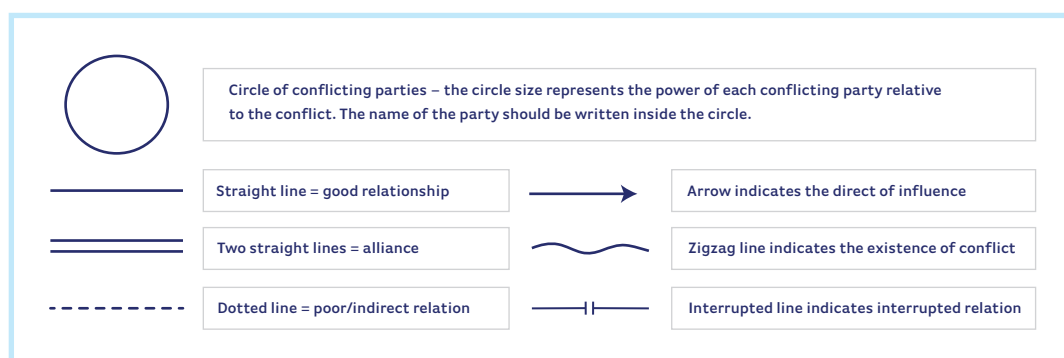 Circle of conflicting parties – the circle size represents the power of each conflicting party relative
to the conflict. The name of the party should be written inside the circle.
Straight line = good relationship
Arrow indicates the direct of influence
Two straight lines = alliance
Zigzag line indicates the existence of conflict
Dotted line = poor/indirect relation
Interrupted line indicates interrupted relation